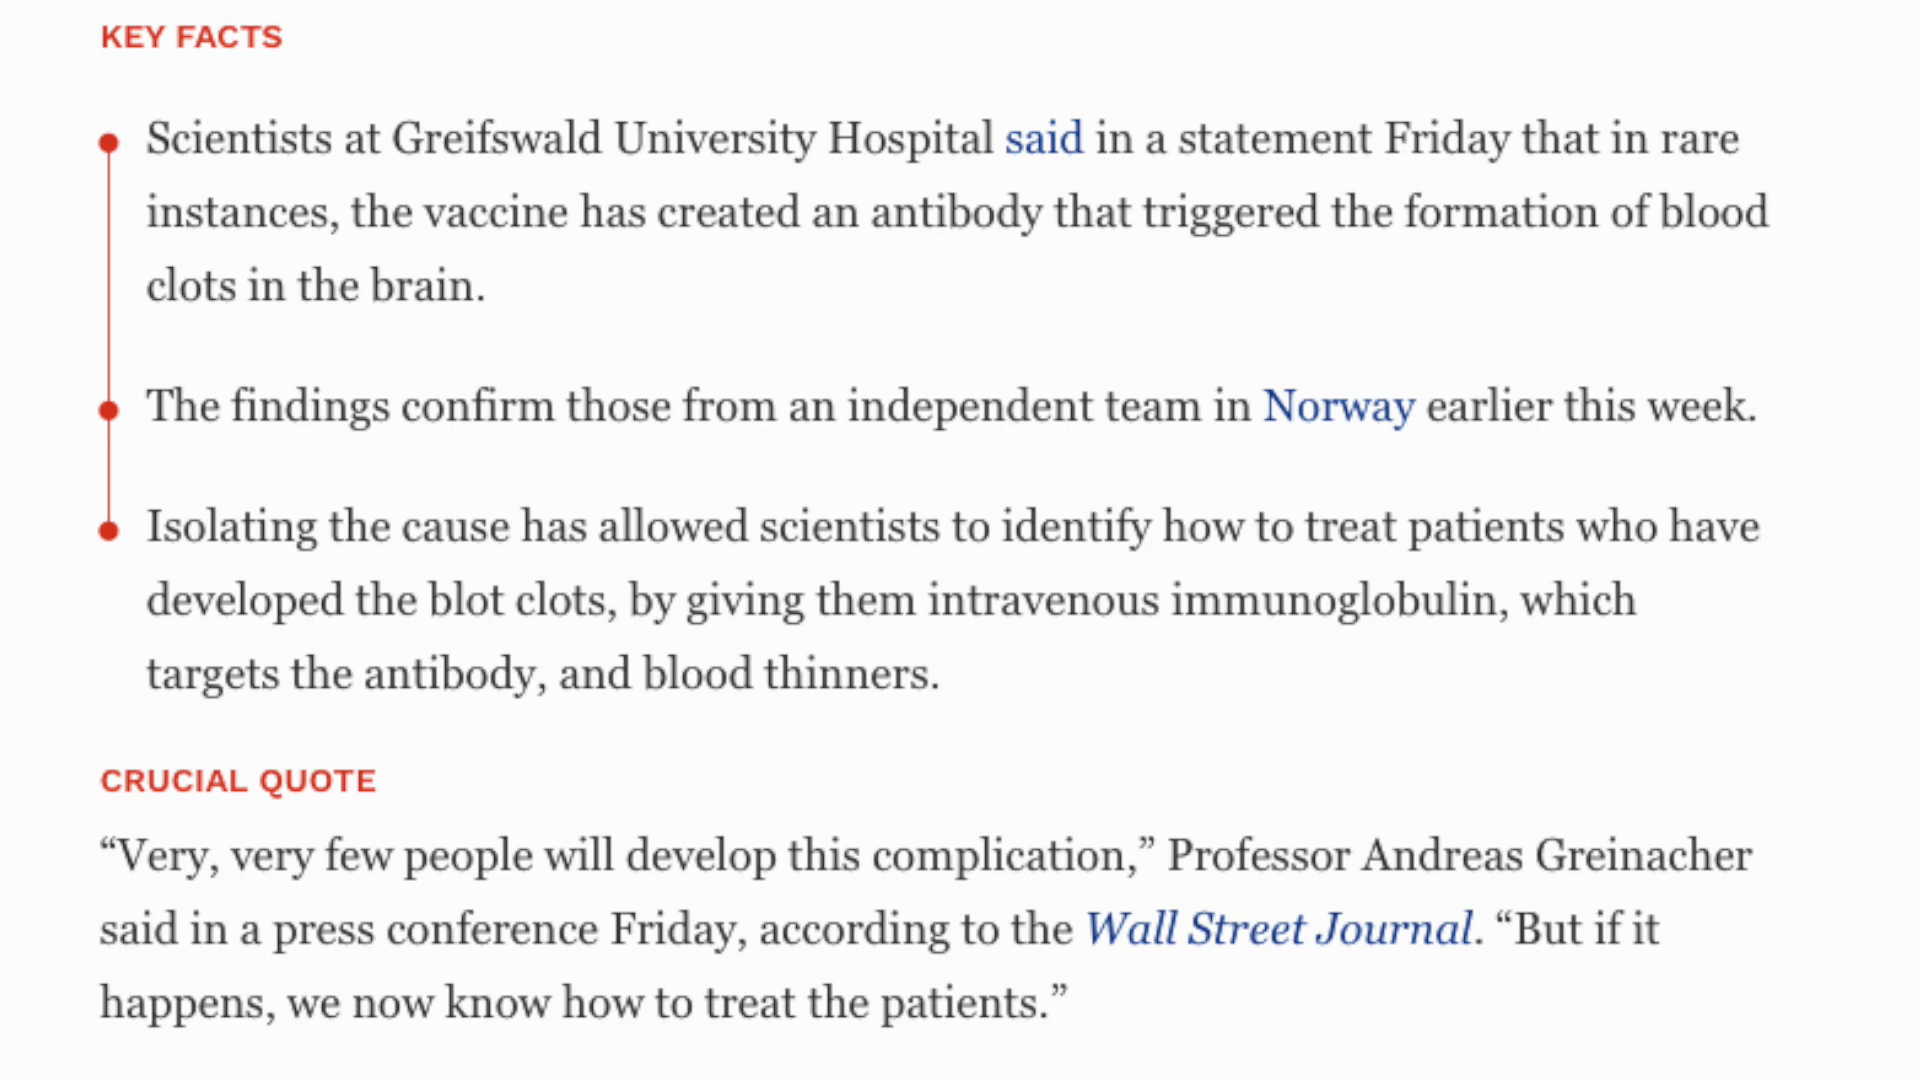 KEY FACTS
Scientists at Greifswald University Hospital said in a statement Friday that in rare
instances, the vaccine has created an antibody that triggered the formation of blood
clots in the brain.
The findings confirm those from an independent team in Norway earlier this week.
Isolating the cause has allowed scientists to identify how to treat patients who have
developed the blot clots, by giving them intravenous immunoglobulin, which
targets the antibody, and blood thinners.
CRUCIAL QUOTE
“Very, very few people will develop this complication,” Professor Andreas Greinacher
said in a press conference Friday, according to the Wall Street Journal. “But if it
happens, we now know how to treat the patients.”